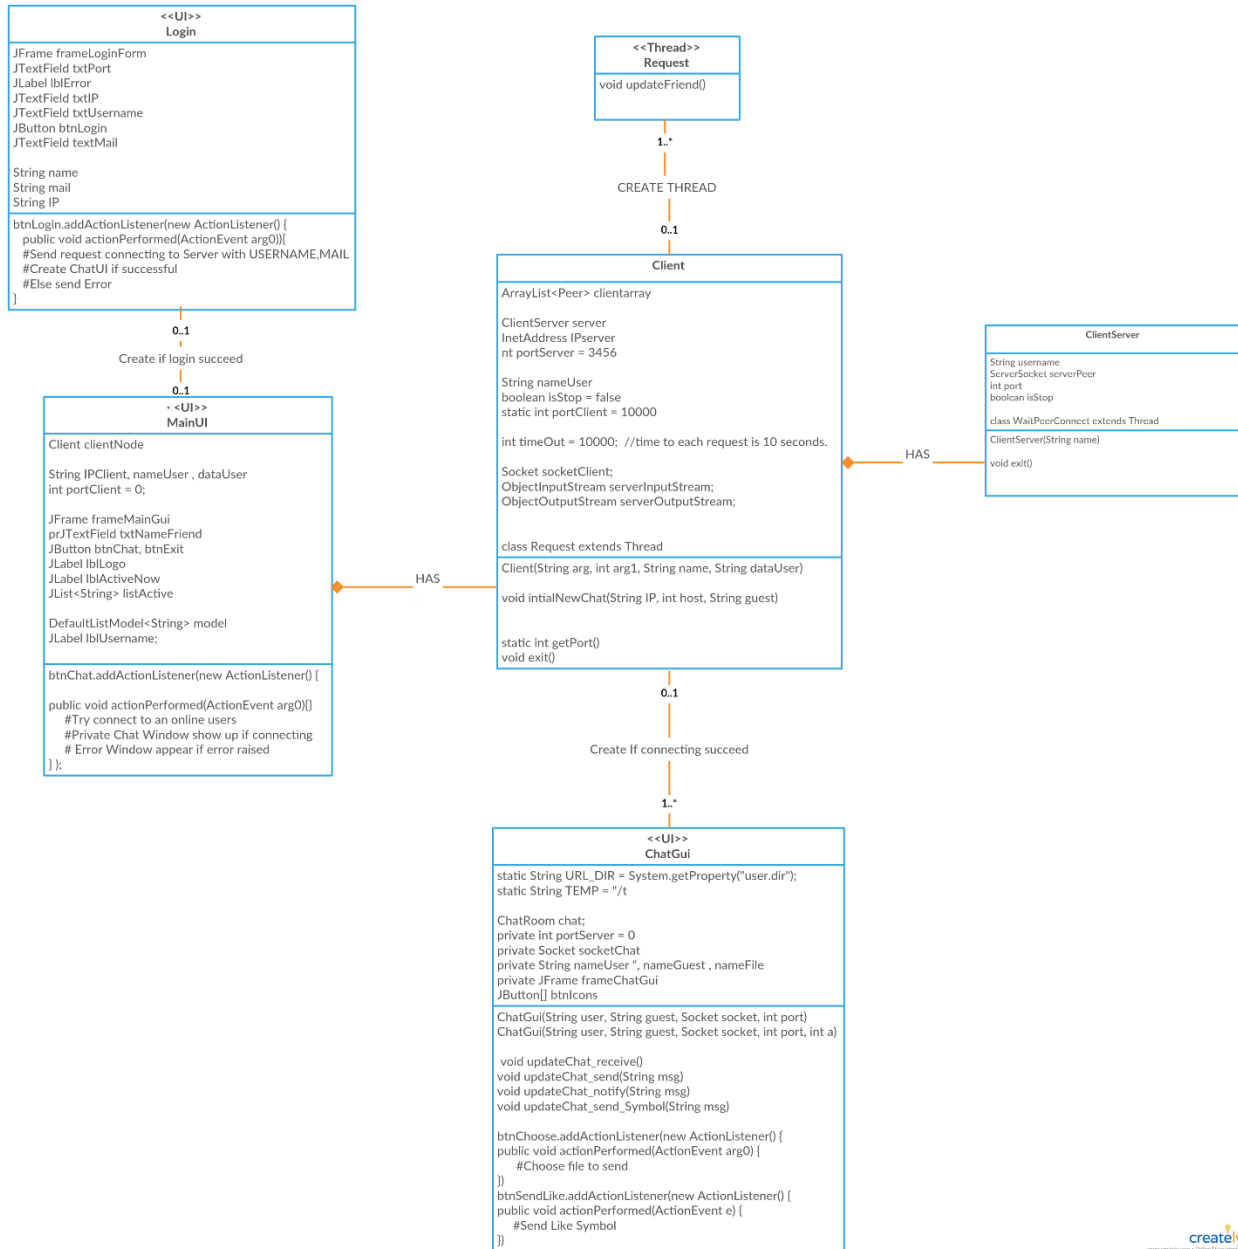 <<UI>>
Login
JFrame frameLoginForm
JTextField txtPort
JLabel lblError
JTextField txtIP
JTextField txtUsername
JButton btnLogin
JTextField textMail
String name
String mail
String IP
btnLogin.addActionListener(new ActionListener() {
public void actionPerformed(ActionEvent arg0)){
#Send request connecting to Server with USERNAME,MAIL
#Create ChatUI if successful
#Else send Error
}
0..1
Create if login succeed
0..1
<<UI>>
MainUI
Client clientNode
String IPClient, nameUser , dataUser
int portClient = 0;
JFrame frameMainGui
prJTextField txtNameFriend
JButton btnChat, btnExit
JLabel lblLogo
JLabel lblActiveNow
JList<String> listActive
DefaultListModel<String> model
JLabel lblUsername;
btnChat.addActionListener(new ActionListener() {
public void actionPerformed(ActionEvent arg0){}
#Try connect to an online users
#Private Chat Window show up if connecting
# Error Window appear if error raised
} );
HAS
<<Thread>>
Request
void updateFriend()
1..*
CREATE THREAD
0..1
Client
ArrayList<Peer> clientarray
ClientServer server
InetAddress IPserver
nt portServer = 3456
String nameUser
boolean isStop = false
static int portClient = 10000
int timeOut = 10000;  //time to each request is 10 seconds.
Socket socketClient;
ObjectInputStream serverInputStream;
ObjectOutputStream serverOutputStream;
class Request extends Thread
Client(String arg, int arg1, String name, String dataUser)
void intialNewChat(String IP, int host, String guest)
static int getPort()
void exit()
HAS
ClientServer
String username
ServerSocket serverPeer
int port
boolean isStop
class WaitPeerConnect extends Thread
ClientServer(String name)
void exit()
0..1
Create If connecting succeed
1..*
<<UI>>
ChatGui
static String URL_DIR = System.getProperty("user.dir");
static String TEMP = "/t
ChatRoom chat;
private int portServer = 0
private Socket socketChat
private String nameUser ", nameGuest , nameFile
private JFrame frameChatGui
JButton[] btnIcons
ChatGui(String user, String guest, Socket socket, int port)
ChatGui(String user, String guest, Socket socket, int port, int a)
void updateChat_receive()
void updateChat_send(String msg)
void updateChat_notify(String msg)
void updateChat_send_Symbol(String msg)
btnChoose.addActionListener(new ActionListener() {
public void actionPerformed(ActionEvent arg0) {
#Choose file to send
})
btnSendLike.addActionListener(new ActionListener() {
public void actionPerformed(ActionEvent e) {
#Send Like Symbol
})
creately